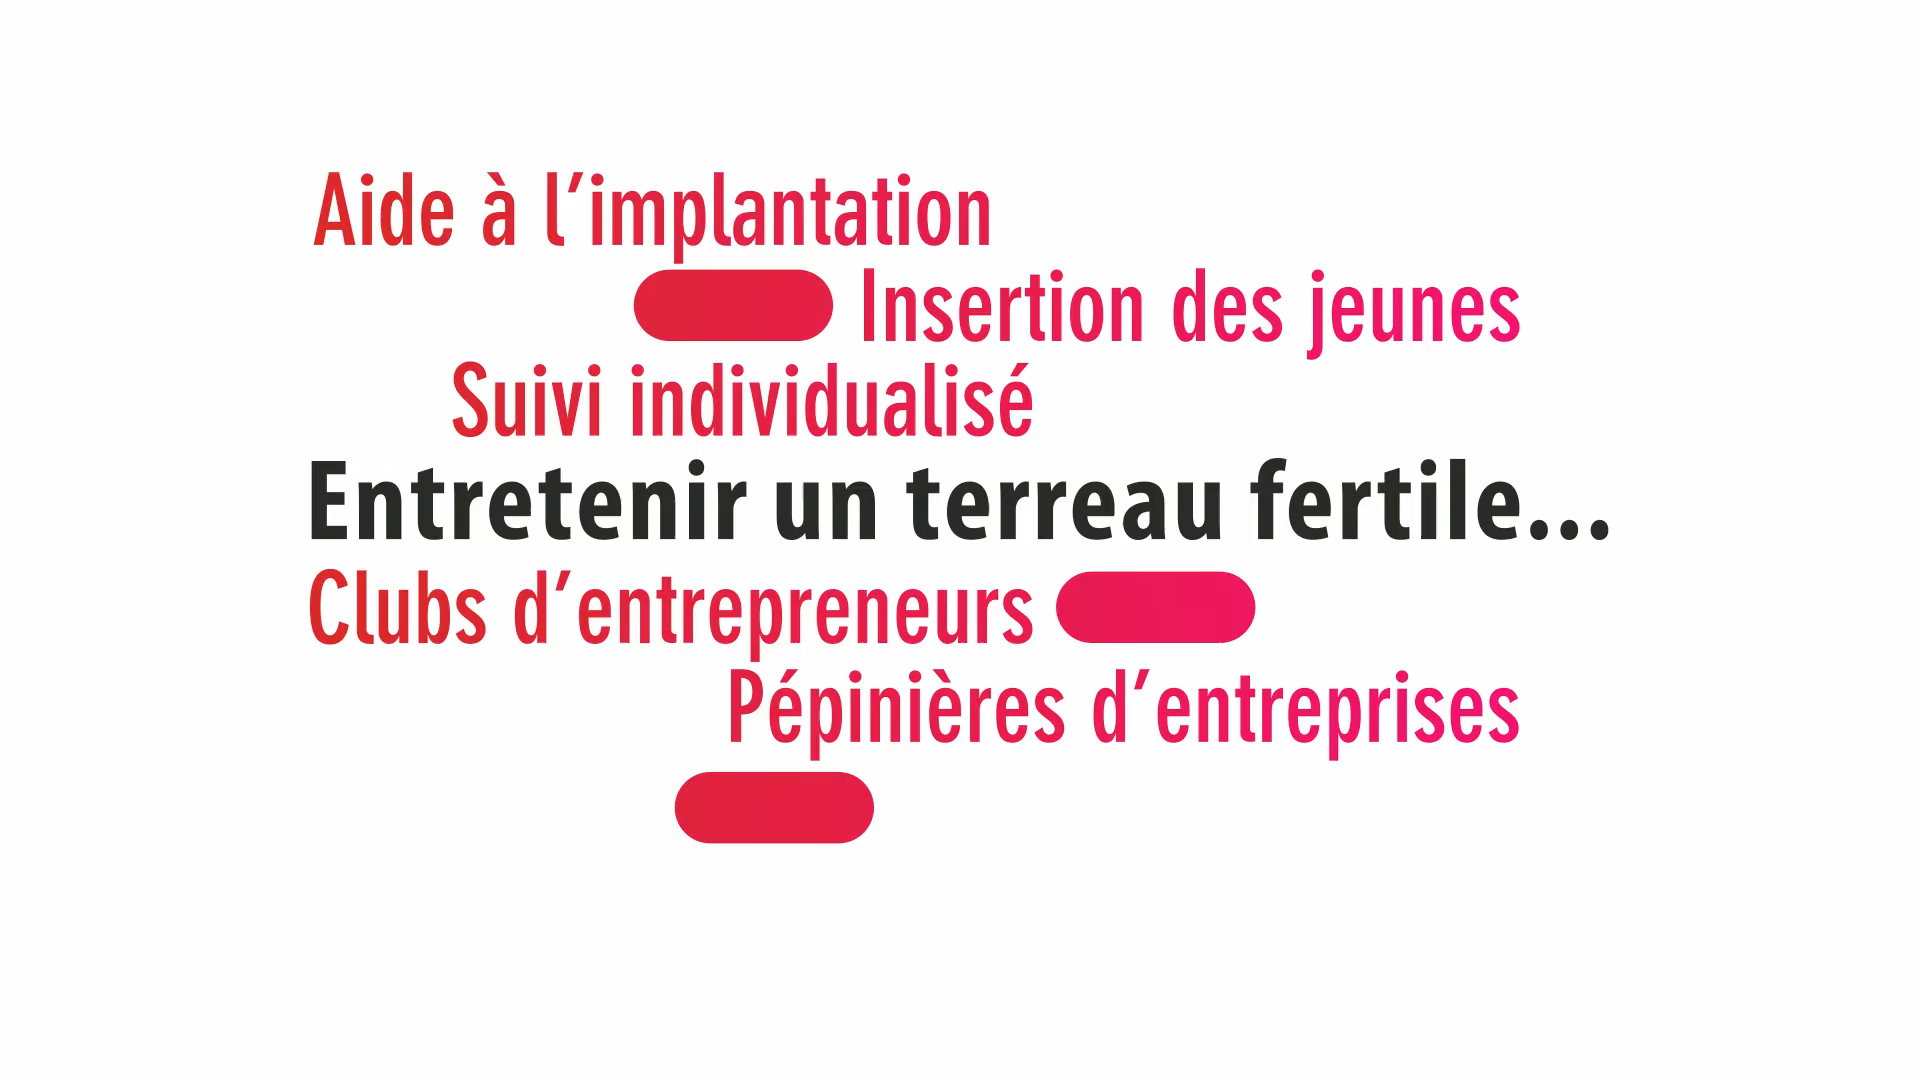 Aide à l’implantation
Insertion des jeunes
Suivi individualisé
Entretenir un terreau fertile...
Clubs d’entrepreneurs
Pépinières d’entreprises